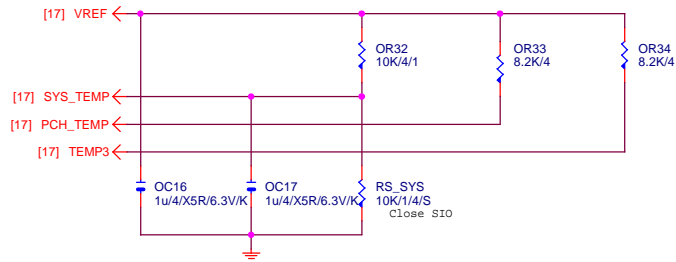 [17] VREF
OR32
10K/4/1
OR33
8.2K/4
OR34
8.2K/4
[17] SYS_TEMP
[17] PCH_TEMP
[17] TEMP3
OC16
1u/4/X5R/6.3V/K
OC17
1u/4/X5R/6.3V/K
RS_SYS
10K/1/4/S
Close SIO